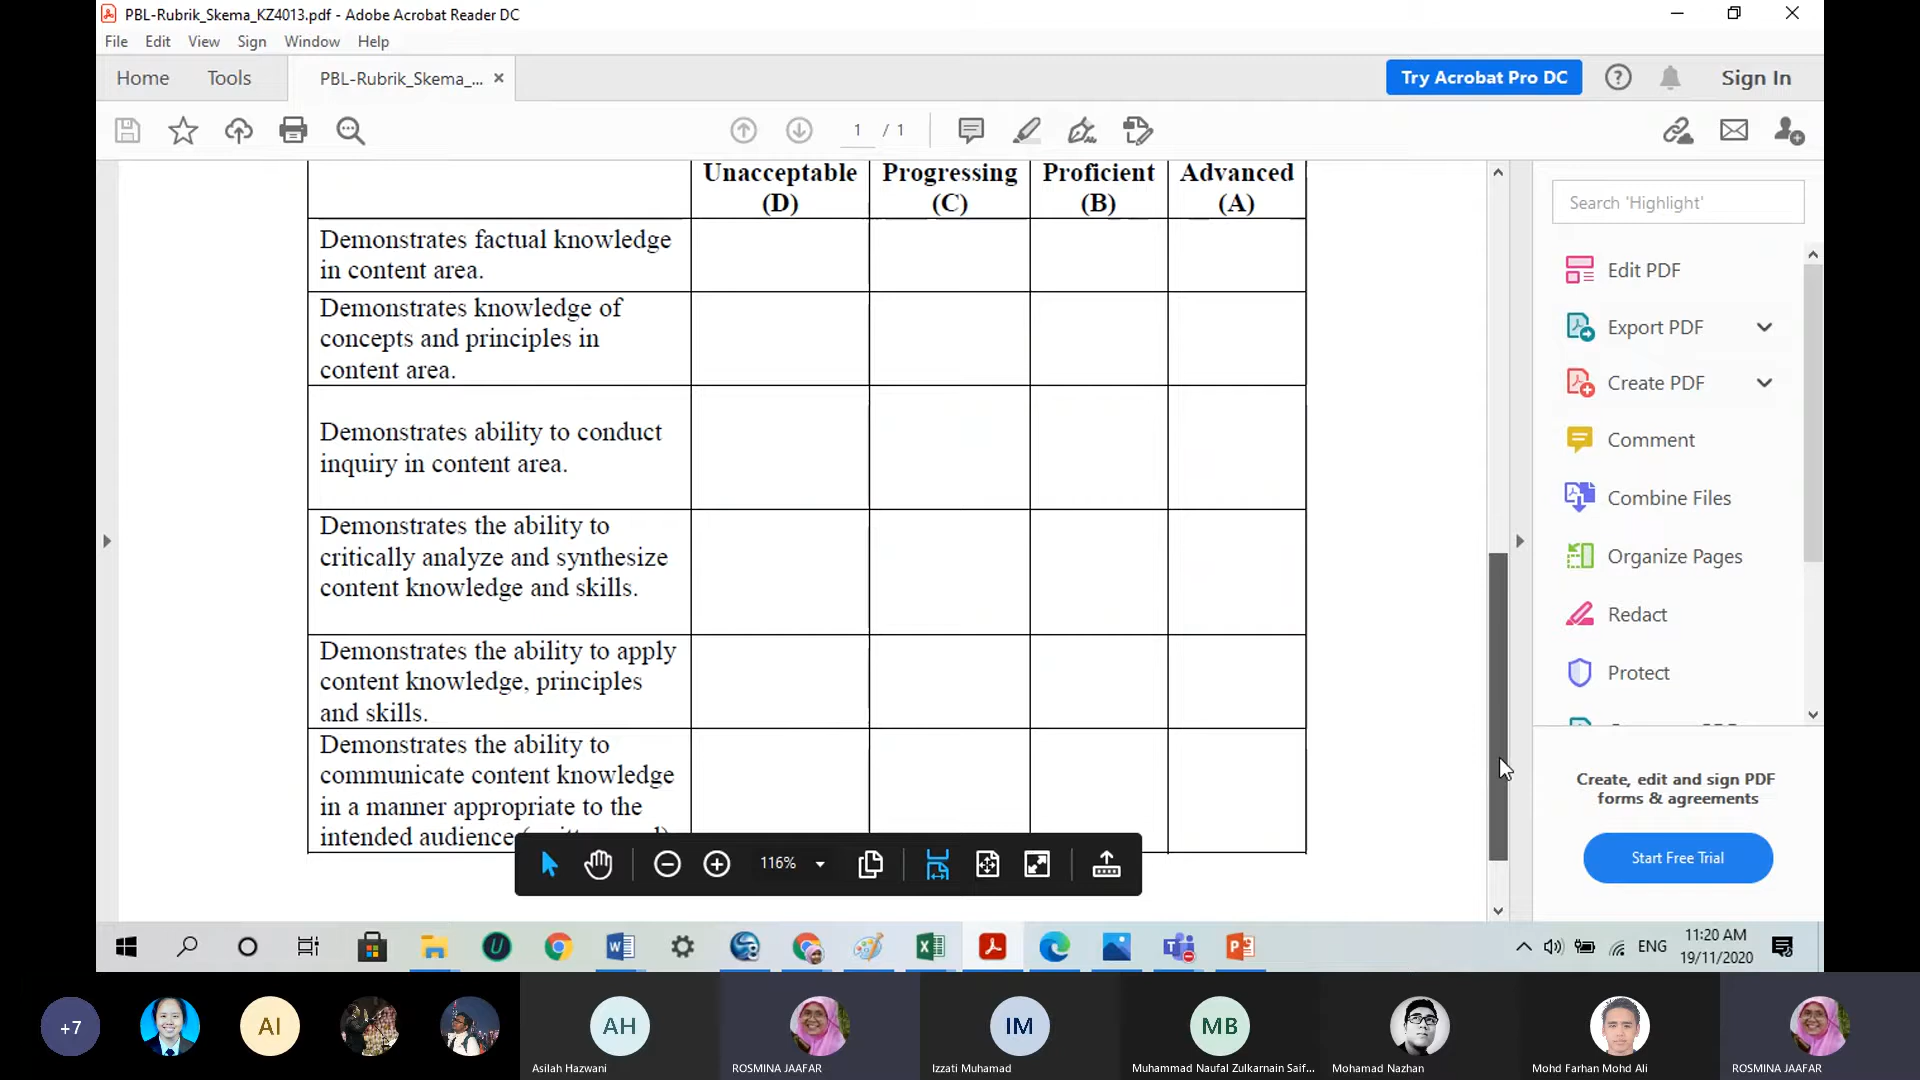 PBL-Rubrik_Skema_KZ4013.pdf - Adobe Acrobat Reader DC
File Edit View Sign Window Help
Home Tools PBL-Rubrik_Skema_... ×
Try Acrobat Pro DC Sign In
1 / 1
Unacceptable (D)
Progressing (C)
Proficient (B)
Advanced (A)
Demonstrates factual knowledge
in content area.
Demonstrates knowledge of
concepts and principles in
content area.
Demonstrates ability to conduct
inquiry in content area.
Demonstrates the ability to
critically analyze and synthesize
content knowledge and skills.
Demonstrates the ability to apply
content knowledge, principles
and skills.
Demonstrates the ability to
communicate content knowledge
in a manner appropriate to the
intended audience
116%
Search 'Highlight'
Edit PDF
Export PDF
Create PDF
Comment
Combine Files
Organize Pages
Redact
Protect
Create, edit and sign PDF
forms & agreements
Start Free Trial
ENG
11:20 AM
19/11/2020
+7
AI
AH
Asilah Hazwani
ROSMINA JAAFAR
IM
Izzati Muhamad
MB
Muhammad Naufal Zulkarnain Saif...
Mohamad Nazhan
Mohd Farhan Mohd Ali
ROSMINA JAAFAR